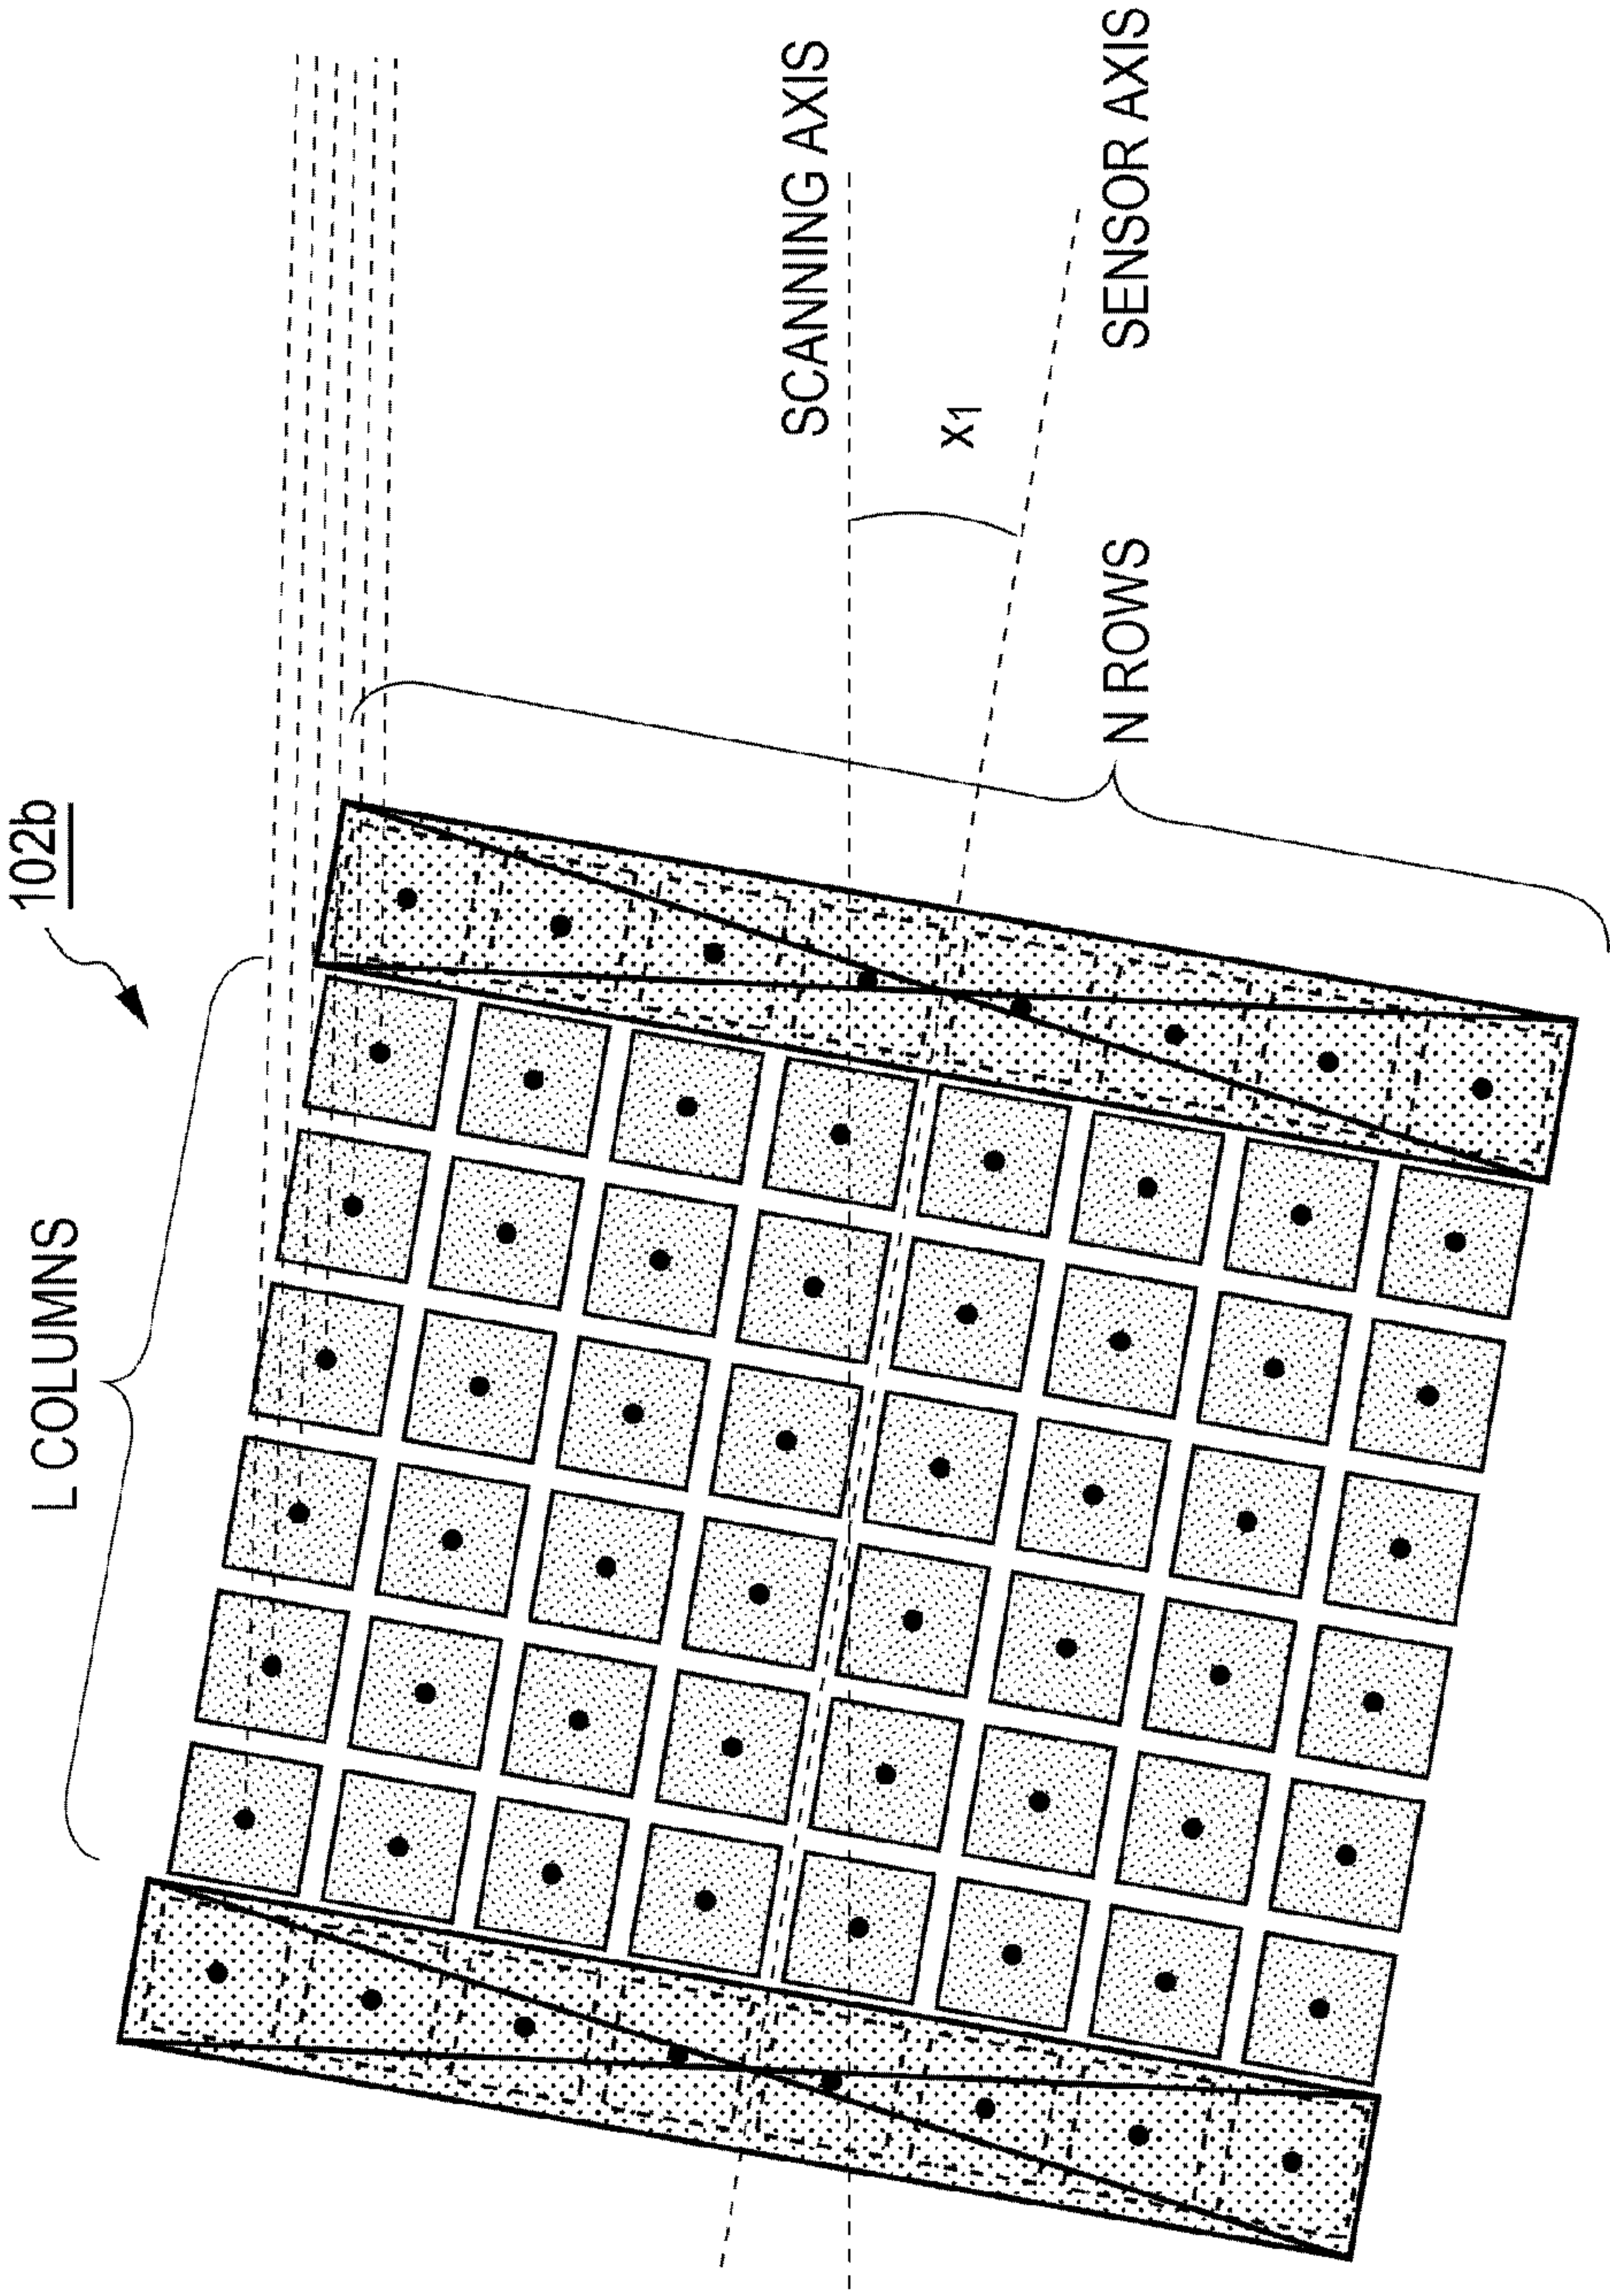 102b
L COLUMNS
SCANNING AXIS
X1
SENSOR AXIS
N ROWS